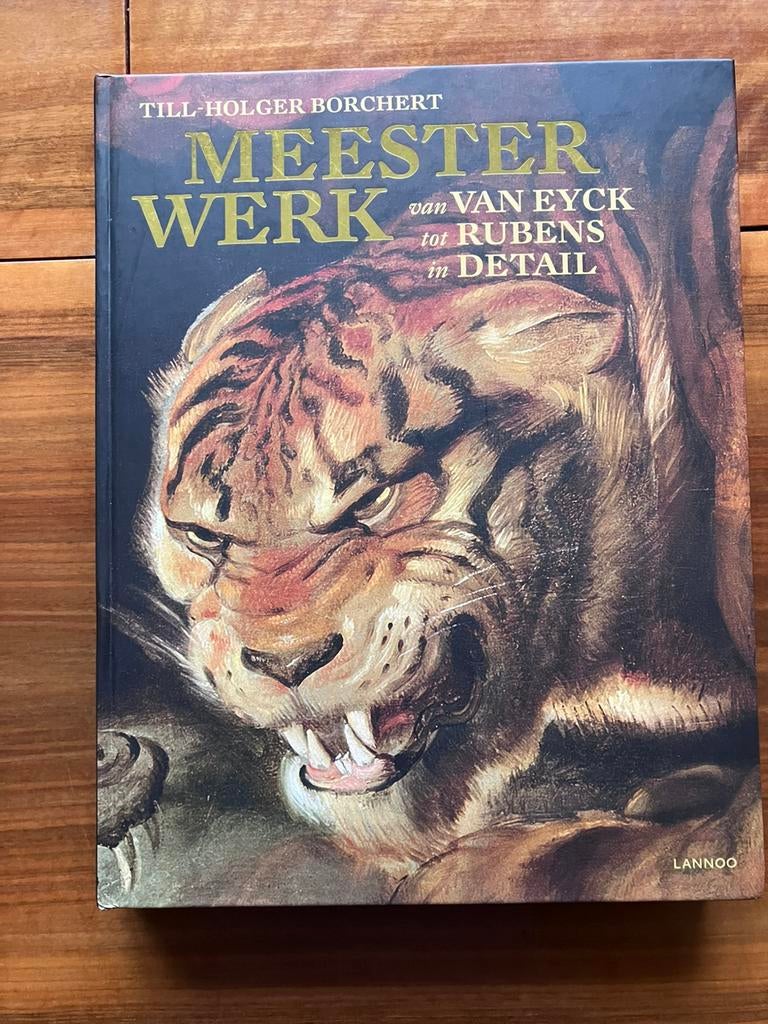 TILL-HOLGER BORCHERT
MEESTER
WERK van VAN EYCK
tot RUBENS
in DETAIL
LANNOO